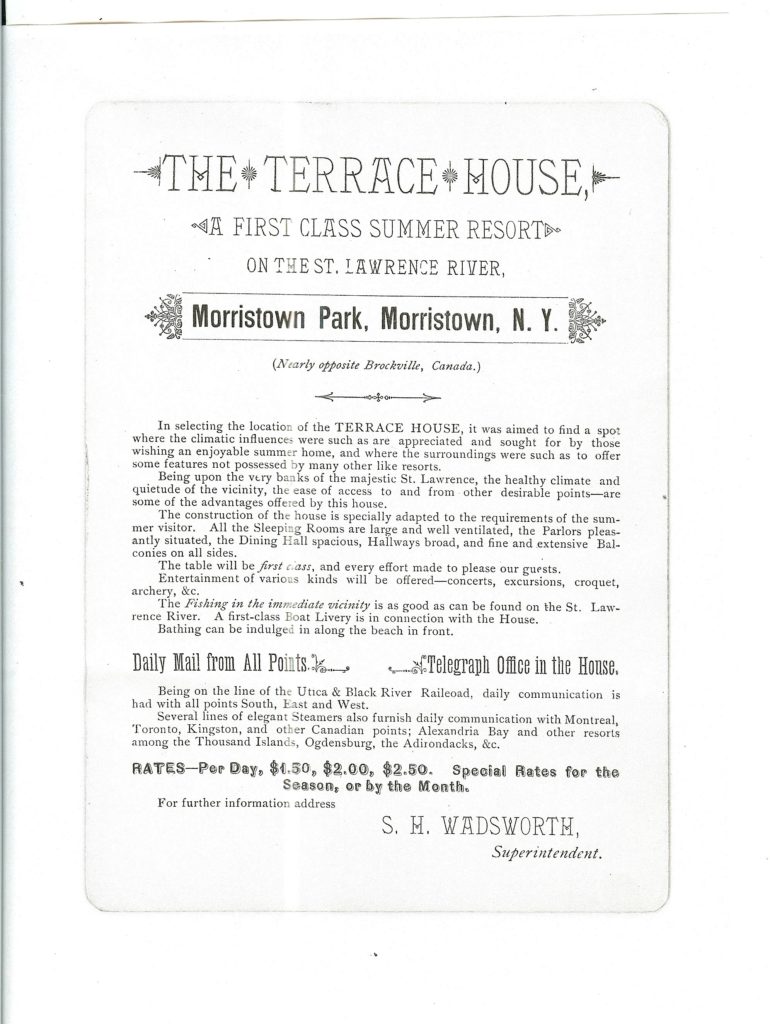 THE TERRACE HOUSE,
A FIRST CLASS SUMMER RESORT
ON THE ST. LAWRENCE RIVER,
Morristown Park, Morristown, N. Y.
(Nearly opposite Brockville, Canada.)
In selecting the location of the TERRACE HOUSE, it was aimed to find a spot
where the climatic influences were such as are appreciated and sought for by those
wishing an enjoyable summer home, and where the surroundings were such as to offer
some features not possessed by many other like resorts.
Being upon the very banks of the majestic St. Lawrence, the healthy climate and
quietude of the vicinity, the ease of access to and from other desirable points—are
some of the advantages offered by this house.
The construction of the house is specially adapted to the requirements of the sum-
mer visitor. All the Sleeping Rooms are large and well ventilated, the Parlors pleas-
antly situated, the Dining Hall spacious, Hallways broad, and fine and extensive Bal-
conies on all sides.
The table will be first class, and every effort made to please our guests.
Entertainment of various kinds will be offered—concerts, excursions, croquet,
archery, &c.
The Fishing in the immediate vicinity is as good as can be found on the St. Law-
rence River. A first-class Boat Livery is in connection with the House.
Bathing can be indulged in along the beach in front.
Daily Mail from All Points. Telegraph Office in the House.
Being on the line of the Utica & Black River Raileoad, daily communication is
had with all points South, East and West.
Several lines of elegant Steamers also furnish daily communication with Montreal,
Toronto, Kingston, and other Canadian points; Alexandria Bay and other resorts
among the Thousand Islands, Ogdensburg, the Adirondacks, &c.
RATES—Per Day, $1.50, $2.00, $2.50. Special Rates for the
Season, or by the Month.
For further information address
S. H. WADSWORTH,
Superintendent.